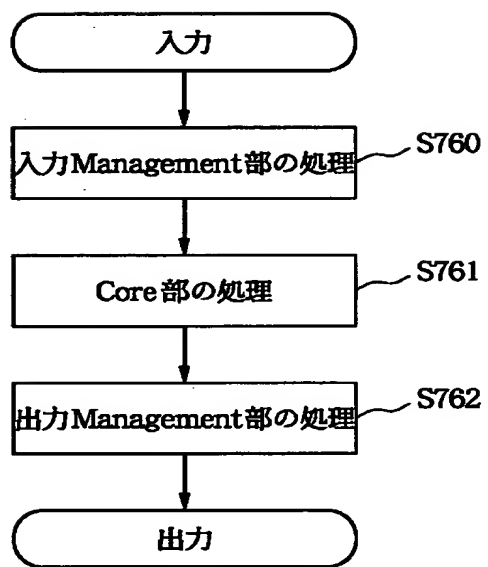 入力
入力Management部の処理
S760
Core部の処理
S761
出力Management部の処理
S762
出力